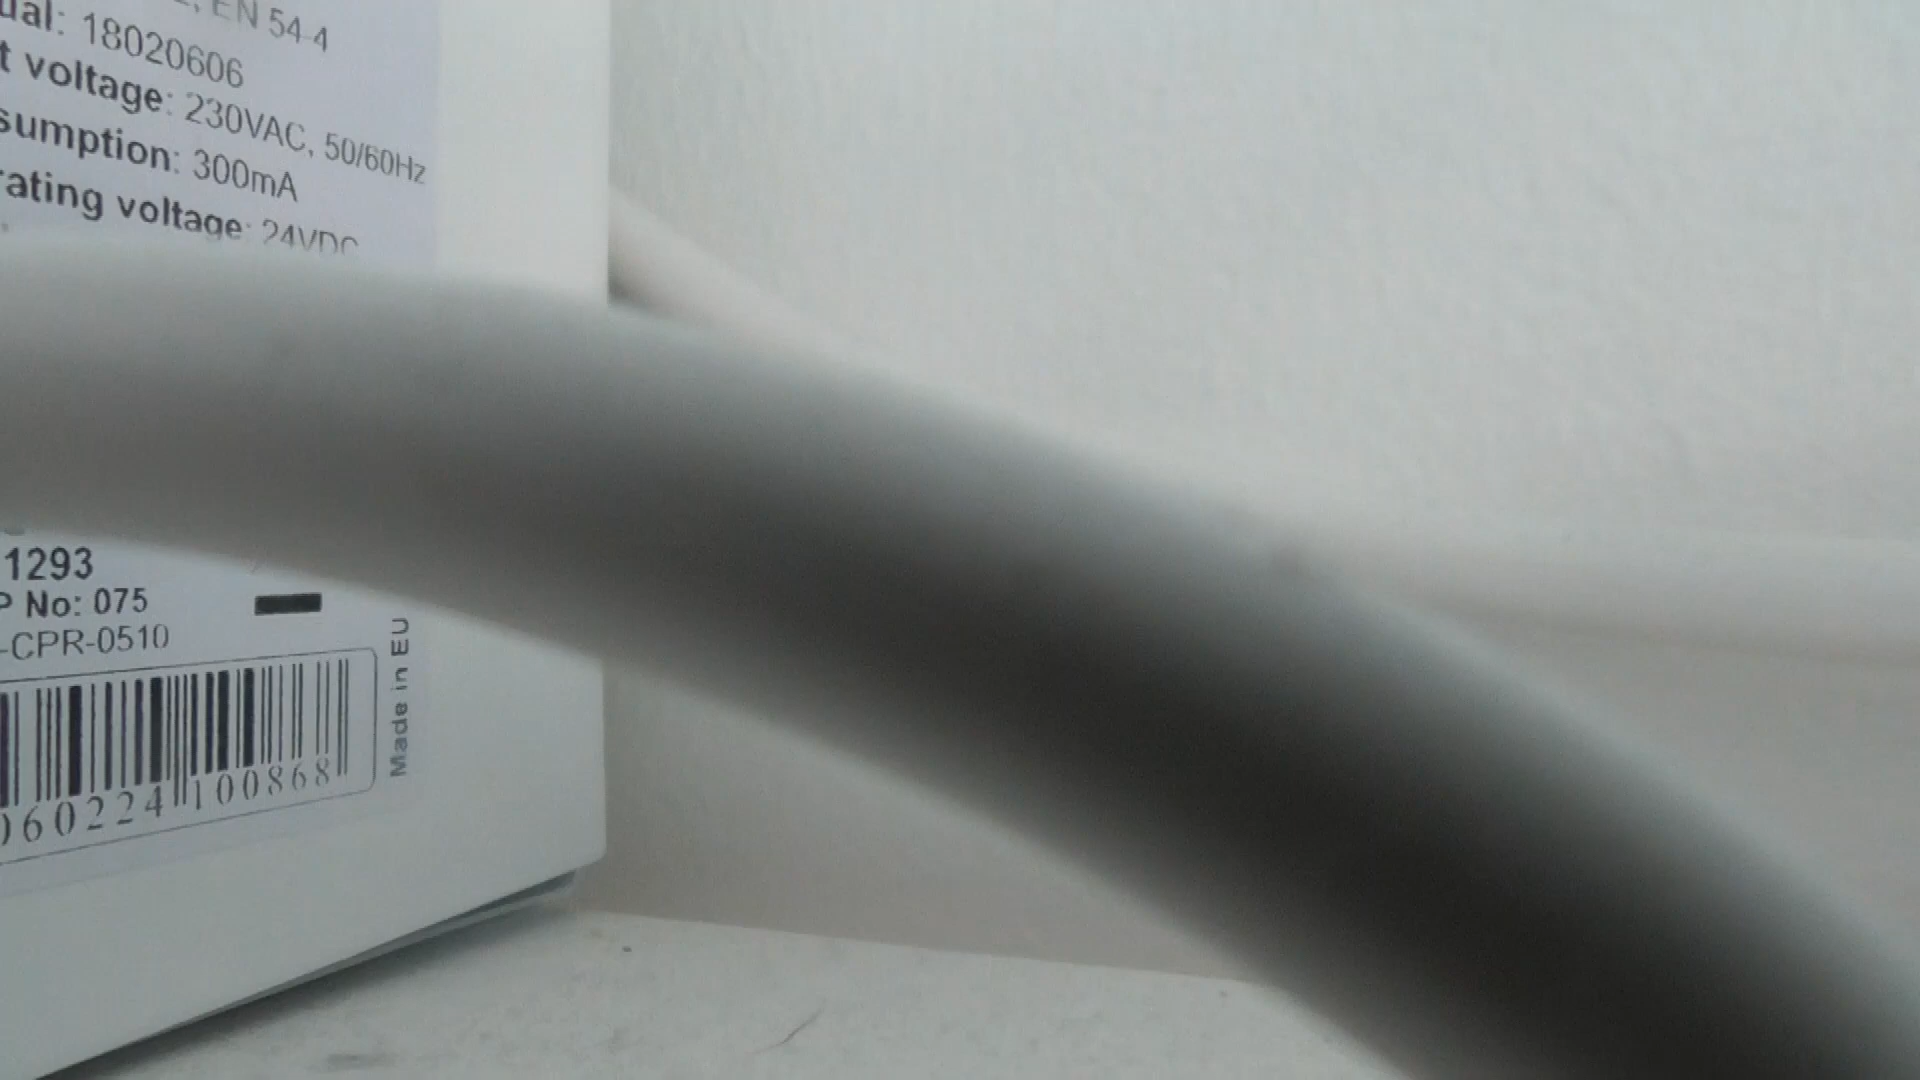 EN 54-4
ual: 18020606
t voltage: 230VAC, 50/60Hz
sumption: 300mA
rating voltage: 24VDC
1293
P No: 075
-CPR-0510
060224 100868
Made in EU